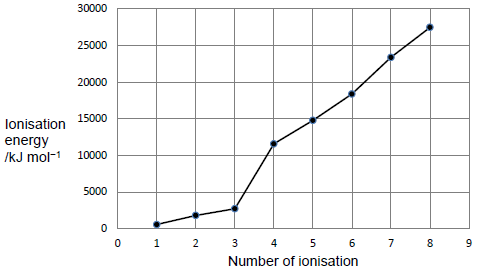 30000
25000
20000
15000
10000
5000
0
Ionisation
energy
/kJ mol⁻¹
0 1 2 3 4 5 6 7 8 9
Number of ionisation